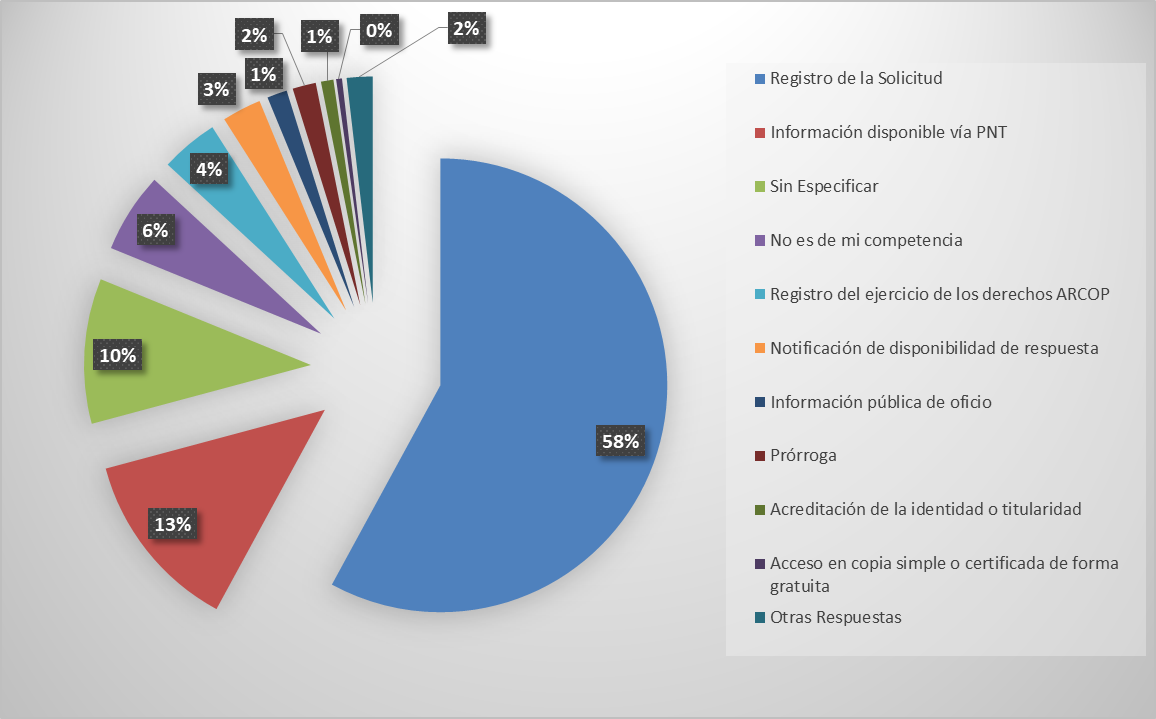 2%
1%
0%
2%
3%
1%
4%
6%
10%
13%
58%
Registro de la Solicitud
Información disponible vía PNT
Sin Especificar
No es de mi competencia
Registro del ejercicio de los derechos ARCOP
Notificación de disponibilidad de respuesta
Información pública de oficio
Prórroga
Acreditación de la identidad o titularidad
Acceso en copia simple o certificada de forma
gratuita
Otras Respuestas